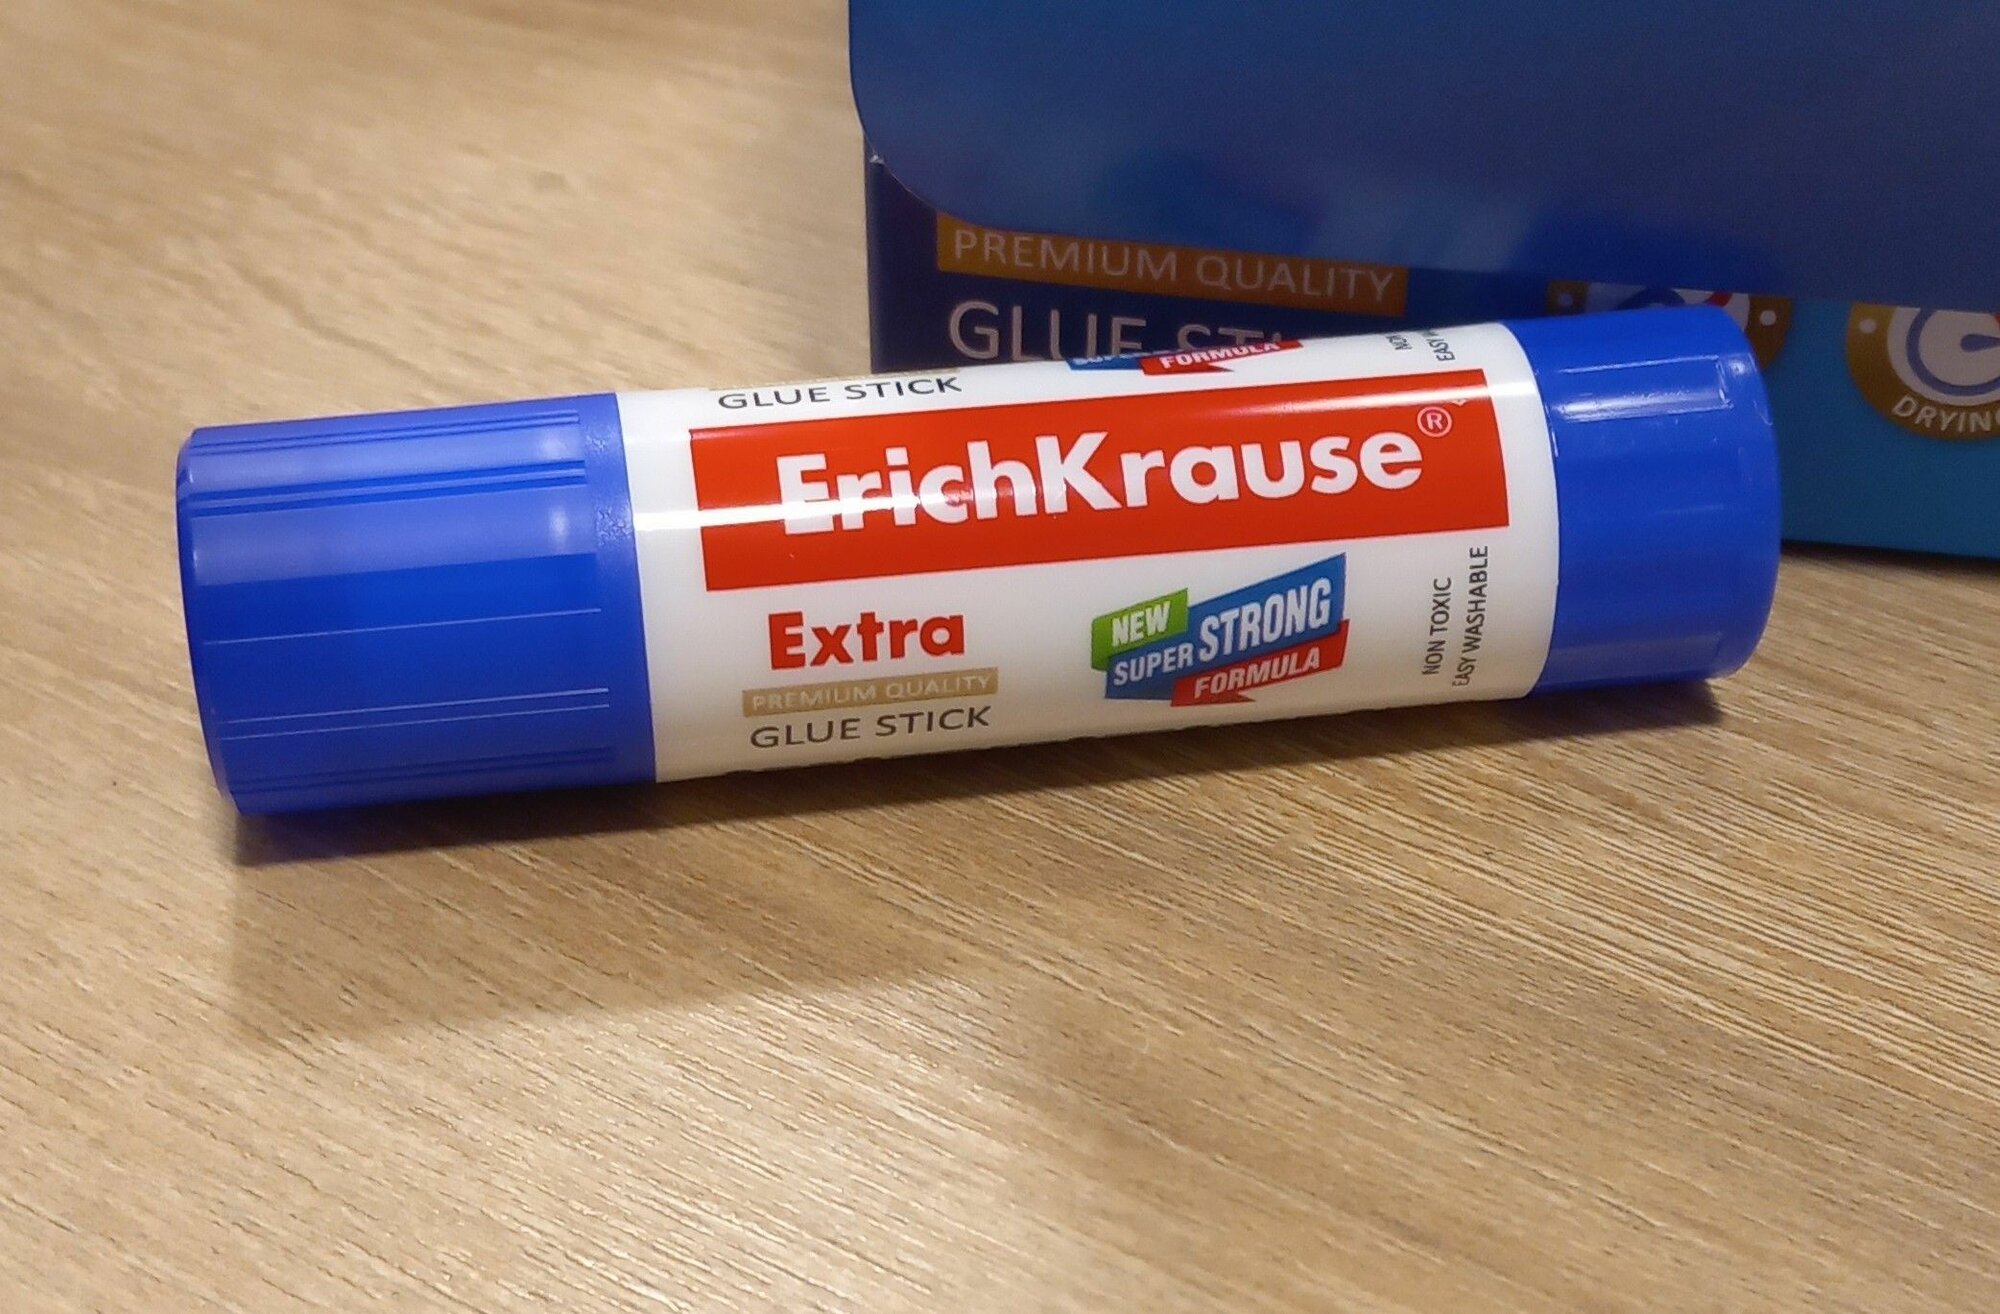 PREMIUM QUALITY
GLUE
DRYING
GLUE STICK
FORMULA
ErichKrause®
Extra
PREMIUM QUALITY
GLUE STICK
NEW
SUPER STRONG
FORMULA
NON TOXIC
EASY WASHABLE